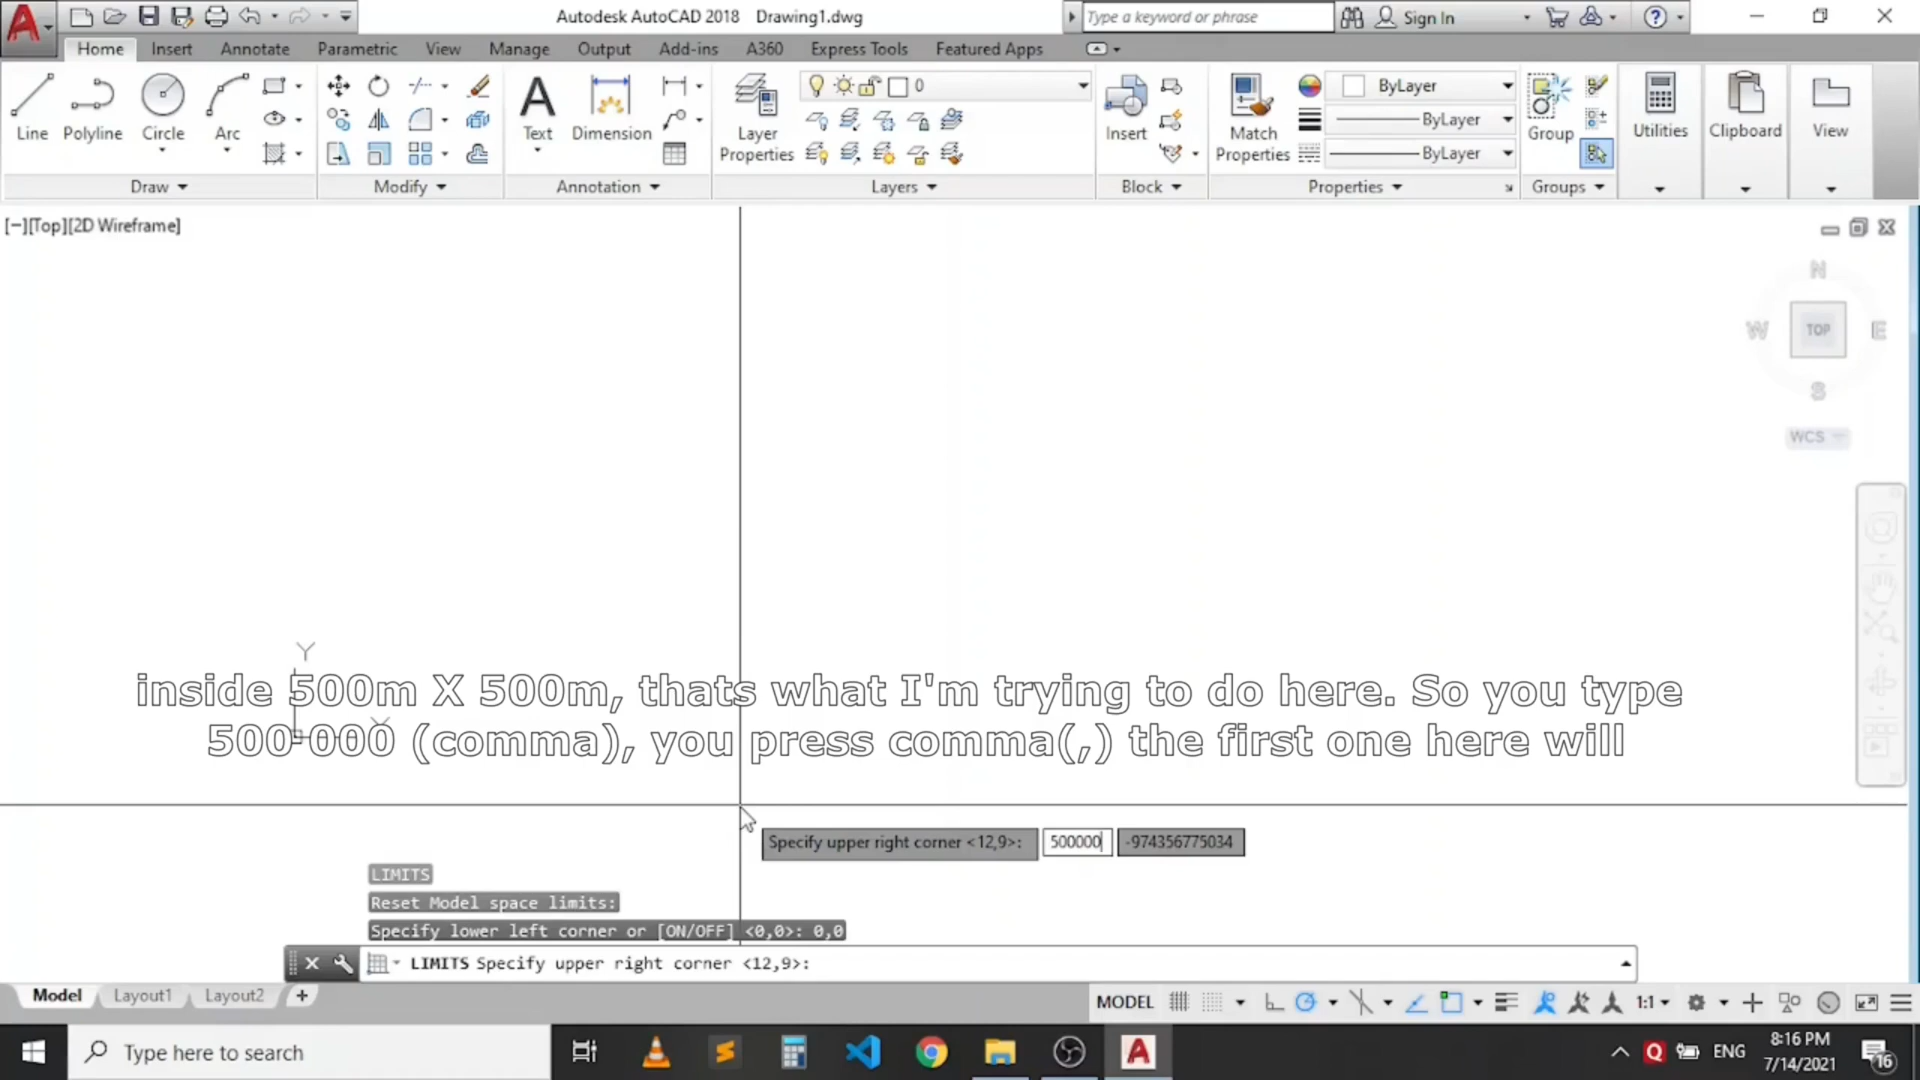 Autodesk AutoCAD 2018 Drawing1.dwg
Type a keyword or phrase
Sign In
Home Insert Annotate Parametric View Manage Output Add-ins A360 Express Tools Featured Apps
Line Polyline Circle Arc
Text Dimension
Layer Properties
0
Insert
Match Properties
ByLayer
ByLayer
ByLayer
Group
Utilities
Clipboard
View
Draw Modify Annotation Layers Block Properties Groups
[−][Top][2D Wireframe]
N
W TOP E
S
WCS
Y
inside 500m X 500m, thats what I'm trying to do here. So you type
500 000 (comma), you press comma(,) the first one here will
Specify upper right corner <12,9>: 500000 -974356775034
LIMITS
Reset Model space limits:
Specify lower left corner or [ON/OFF] <0,0>: 0,0
LIMITS Specify upper right corner <12,9>:
Model Layout1 Layout2 +
MODEL 1:1
Type here to search
ENG
8:16 PM
7/14/2021
16